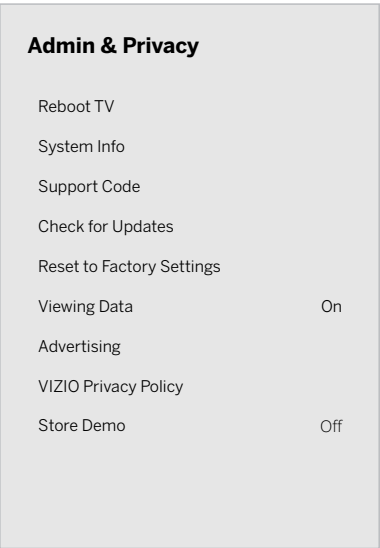 Admin & Privacy
Reboot TV
System Info
Support Code
Check for Updates
Reset to Factory Settings
Viewing Data On
Advertising
VIZIO Privacy Policy
Store Demo Off